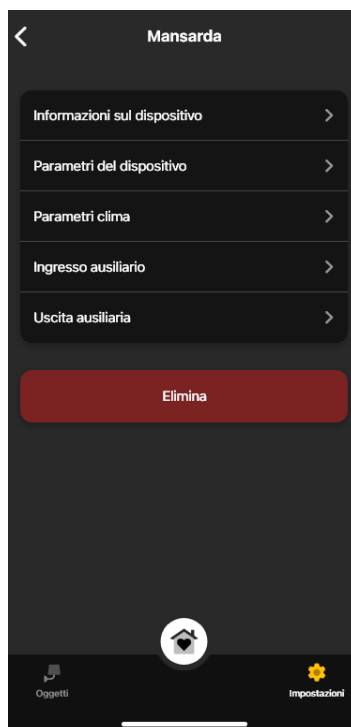 Mansarda
Informazioni sul dispositivo
Parametri del dispositivo
Parametri clima
Ingresso ausiliario
Uscita ausiliaria
Elimina
Oggetti
Impostazioni